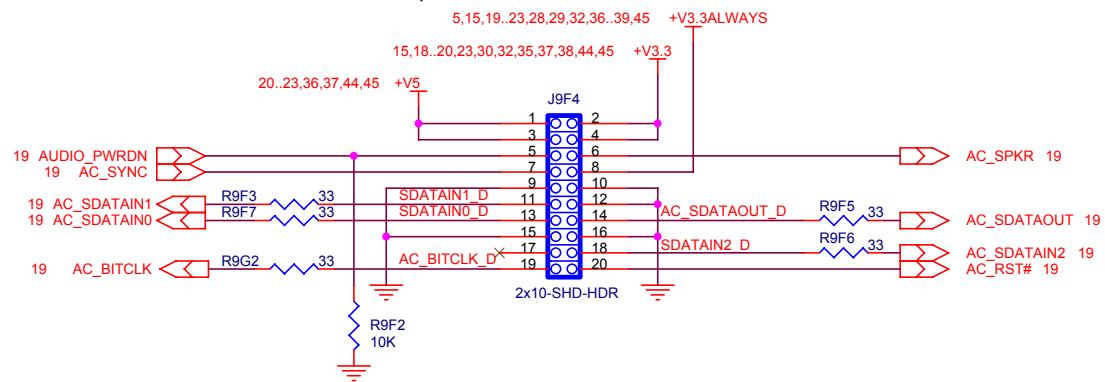 5,15,19..23,28,29,32,36..39,45 +V3.3ALWAYS
15,18..20,23,30,32,35,37,38,44,45 +V3.3
20..23,36,37,44,45 +V5
J9F4
1 2
3 4
19 AUDIO_PWRDN 5 6 AC_SPKR 19
19 AC_SYNC 7 8
9 10
19 AC_SDATAIN1 R9F3 33 SDATAIN1_D 11 12
19 AC_SDATAIN0 R9F7 33 SDATAIN0_D 13 14 AC_SDATAOUT_D R9F5 33 AC_SDATAOUT 19
15 16
17 18 SDATAIN2_D R9F6 33 AC_SDATAIN2 19
19 AC_BITCLK R9G2 33 AC_BITCLK_D 19 20 AC_RST# 19
2x10-SHD-HDR
R9F2
10K